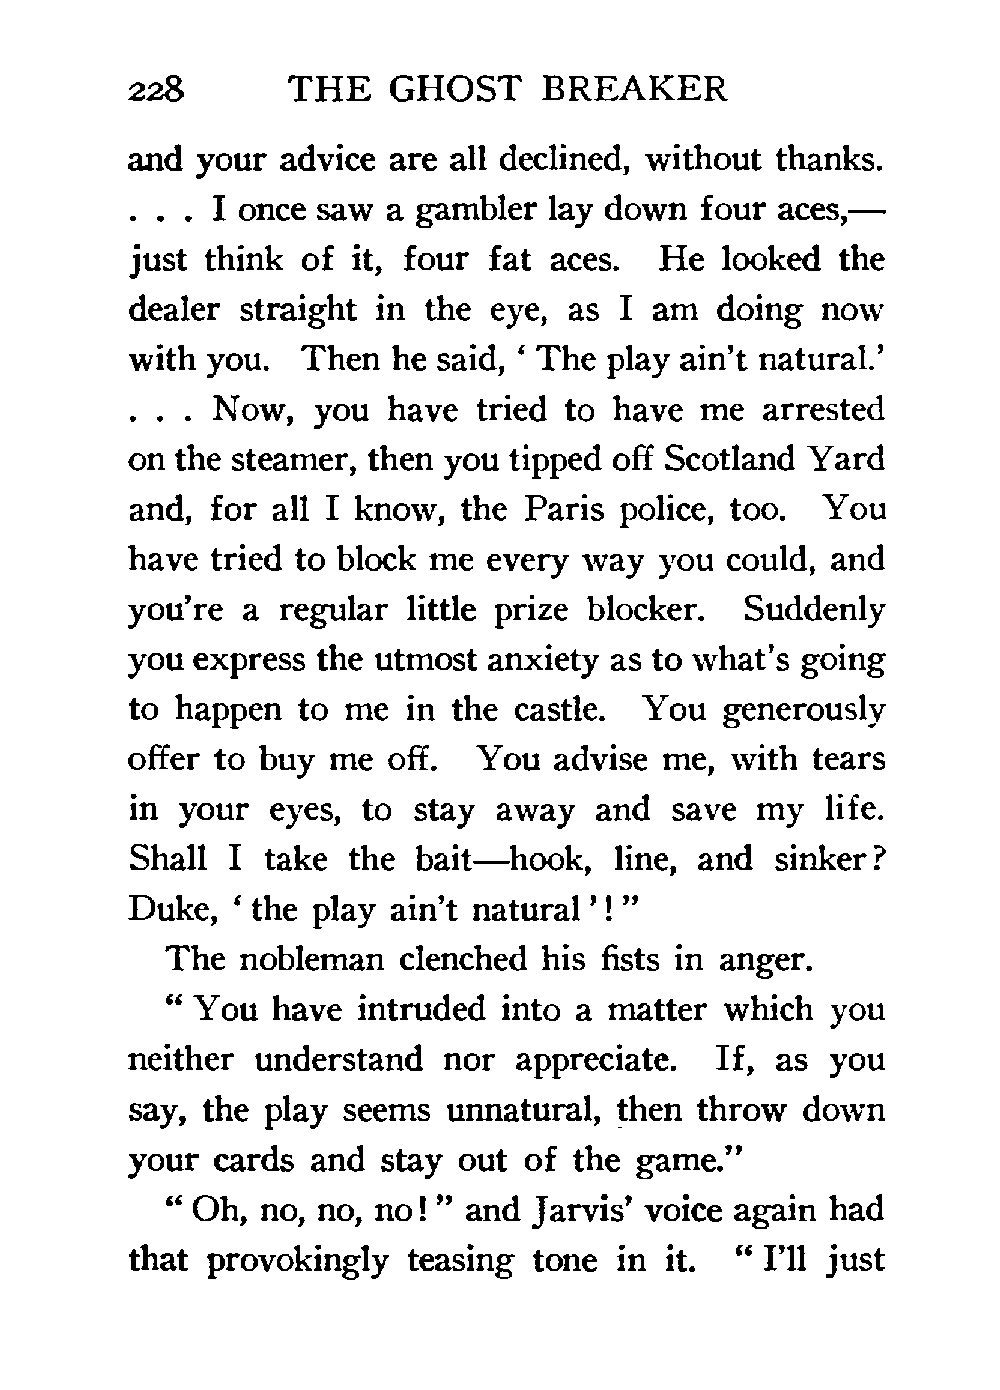 228 THE GHOST BREAKER
and your advice are all declined, without thanks.
. . . I once saw a gambler lay down four aces,—
just think of it, four fat aces. He looked the
dealer straight in the eye, as I am doing now
with you. Then he said, ‘ The play ain’t natural.’
. . . Now, you have tried to have me arrested
on the steamer, then you tipped off Scotland Yard
and, for all I know, the Paris police, too. You
have tried to block me every way you could, and
you’re a regular little prize blocker. Suddenly
you express the utmost anxiety as to what’s going
to happen to me in the castle. You generously
offer to buy me off. You advise me, with tears
in your eyes, to stay away and save my life.
Shall I take the bait—hook, line, and sinker?
Duke, ‘ the play ain’t natural ’! ”
The nobleman clenched his fists in anger.
“ You have intruded into a matter which you
neither understand nor appreciate. If, as you
say, the play seems unnatural, then throw down
your cards and stay out of the game.”
“ Oh, no, no, no! ” and Jarvis’ voice again had
that provokingly teasing tone in it. “ I’ll just